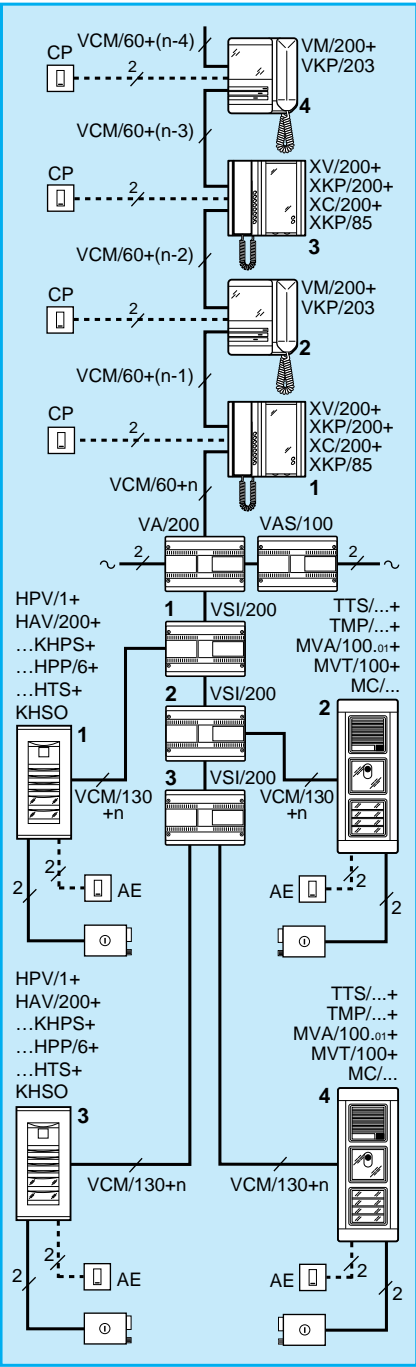 CP
VCM/60+(n-4)
2
VM/200+
VKP/203
4
VCM/60+(n-3)
CP
2
XV/200+
XKP/200+
XC/200+
XKP/85
3
VCM/60+(n-2)
CP
2
VM/200+
VKP/203
2
VCM/60+(n-1)
CP
2
XV/200+
XKP/200+
XC/200+
XKP/85
1
VCM/60+n
VA/200
VAS/100
~ 2
2 ~
1 VSI/200
2 VSI/200
3 VSI/200
HPV/1+
HAV/200+
...KHPS+
...HPP/6+
...HTS+
KHSO
1
VCM/130
+n
2
2
AE
TTS/...+
TMP/...+
MVA/100.01+
MVT/100+
MC/...
2
VCM/130
+n
AE
2
2
HPV/1+
HAV/200+
...KHPS+
...HPP/6+
...HTS+
KHSO
3
VCM/130+n
2
2
AE
TTS/...+
TMP/...+
MVA/100.01+
MVT/100+
MC/...
4
VCM/130+n
AE
2
2